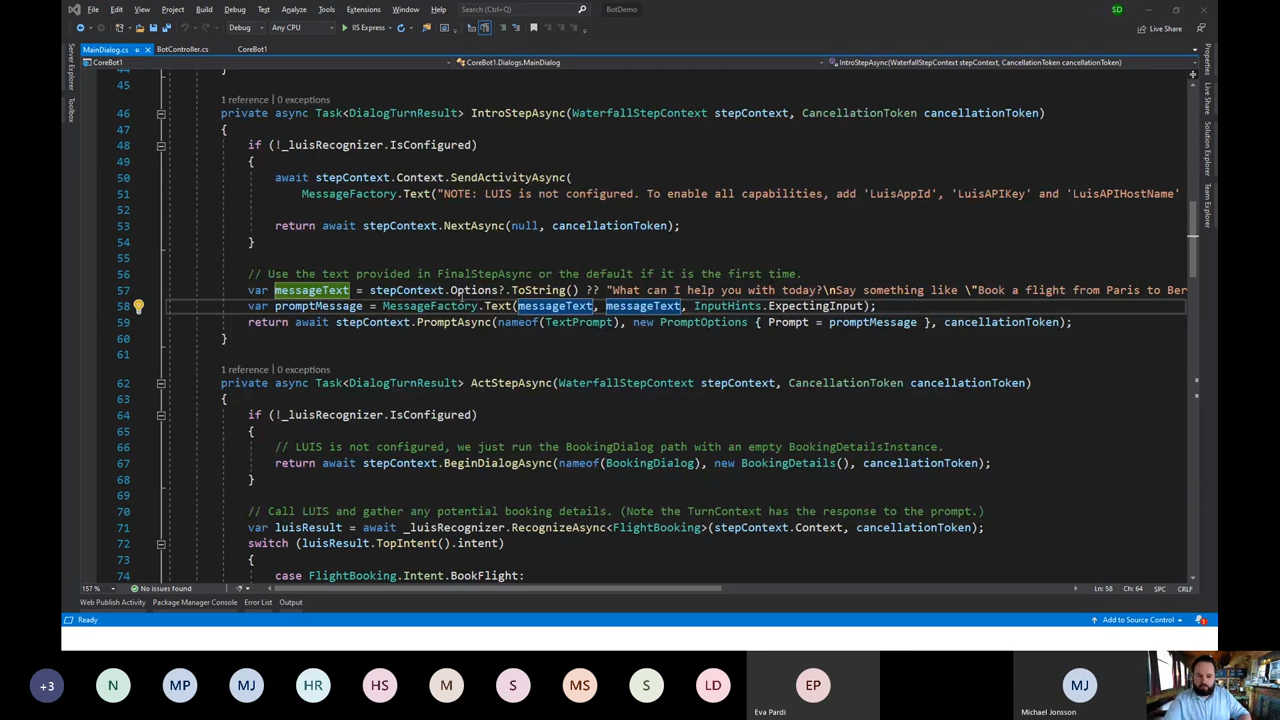 File Edit View Project Build Debug Test Analyze Tools Extensions Window Help Search (Ctrl+Q) BotDemo SD
Debug Any CPU IIS Express Live Share
MainDialog.cs BotController.cs CoreBot1
CoreBot1 CoreBot1.Dialogs.MainDialog IntroStepAsync(WaterfallStepContext stepContext, CancellationToken cancellationToken)
Server Explorer
Toolbox
Properties
Live Share
Solution Explorer
Team Explorer
44 }
45
1 reference | 0 exceptions
46 private async Task<DialogTurnResult> IntroStepAsync(WaterfallStepContext stepContext, CancellationToken cancellationToken)
47 {
48 if (!_luisRecognizer.IsConfigured)
49 {
50 await stepContext.Context.SendActivityAsync(
51 MessageFactory.Text("NOTE: LUIS is not configured. To enable all capabilities, add 'LuisAppId', 'LuisAPIKey' and 'LuisAPIHostName'
52
53 return await stepContext.NextAsync(null, cancellationToken);
54 }
55
56 // Use the text provided in FinalStepAsync or the default if it is the first time.
57 var messageText = stepContext.Options?.ToString() ?? "What can I help you with today?\nSay something like \"Book a flight from Paris to Ber
58 var promptMessage = MessageFactory.Text(messageText, messageText, InputHints.ExpectingInput);
59 return await stepContext.PromptAsync(nameof(TextPrompt), new PromptOptions { Prompt = promptMessage }, cancellationToken);
60 }
61
1 reference | 0 exceptions
62 private async Task<DialogTurnResult> ActStepAsync(WaterfallStepContext stepContext, CancellationToken cancellationToken)
63 {
64 if (!_luisRecognizer.IsConfigured)
65 {
66 // LUIS is not configured, we just run the BookingDialog path with an empty BookingDetailsInstance.
67 return await stepContext.BeginDialogAsync(nameof(BookingDialog), new BookingDetails(), cancellationToken);
68 }
69
70 // Call LUIS and gather any potential booking details. (Note the TurnContext has the response to the prompt.)
71 var luisResult = await _luisRecognizer.RecognizeAsync<FlightBooking>(stepContext.Context, cancellationToken);
72 switch (luisResult.TopIntent().intent)
73 {
74 case FlightBooking.Intent.BookFlight:
157 % No issues found Ln: 58 Ch: 64 SPC CRLF
Web Publish Activity Package Manager Console Error List Output
Ready Add to Source Control 1
+3 N MP MJ HR HS M S MS S LD EP MJ
Eva Pardi Michael Jonsson